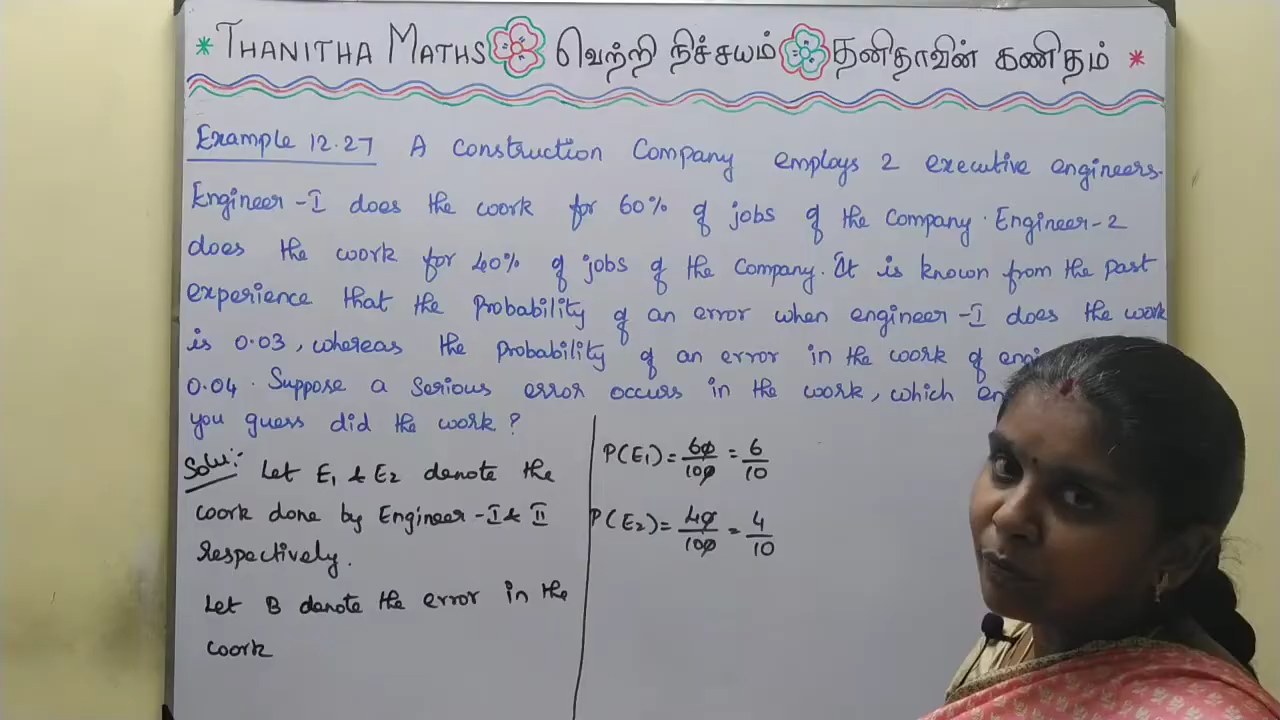 * THANITHA MATHS வெற்றி நிச்சயம் தனிதாவின் கணிதம் *
Example 12.27 A construction Company employs 2 executive engineers.
Engineer -I does the work for 60% of jobs of the Company. Engineer-2
does the work for 40% of jobs of the Company. It is known from the past
experience that the Probability of an error when engineer -I does the work
is 0.03, whereas the Probability of an error in the work of
0.04. Suppose a serious error occurs in the work, which
you guess did the work?
Solu:- Let E1 & E2 denote the
work done by Engineer -I & II
respectively.
Let B denote the error in the
work
P(E1) = 60/100 = 6/10
P(E2) = 40/100 = 4/10